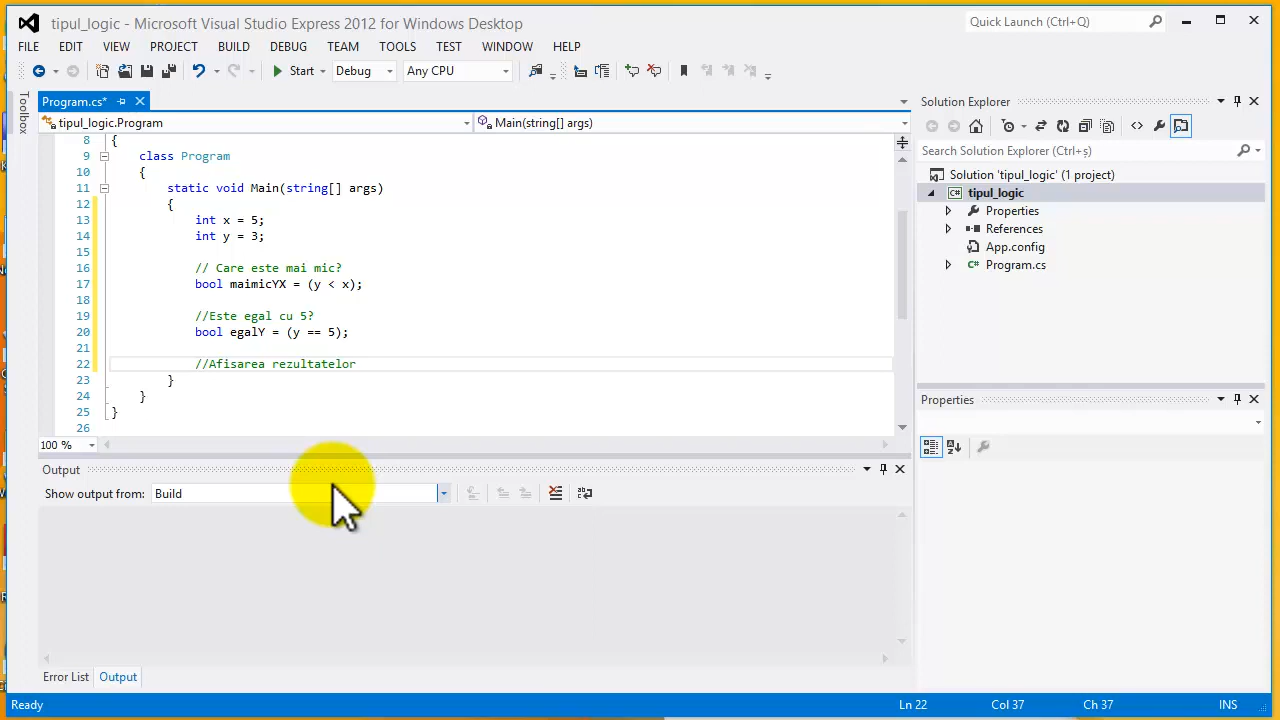 tipul_logic - Microsoft Visual Studio Express 2012 for Windows Desktop
Quick Launch (Ctrl+Q)
FILE EDIT VIEW PROJECT BUILD DEBUG TEAM TOOLS TEST WINDOW HELP
Start Debug Any CPU
Toolbox
Program.cs*
tipul_logic.Program
Main(string[] args)
8 {
9 class Program
10 {
11 static void Main(string[] args)
12 {
13 int x = 5;
14 int y = 3;
15
16 // Care este mai mic?
17 bool maimicYX = (y < x);
18
19 //Este egal cu 5?
20 bool egalY = (y == 5);
21
22 //Afisarea rezultatelor
23 }
24 }
25 }
26
100 %
Output
Show output from: Build
Error List Output
Solution Explorer
Search Solution Explorer (Ctrl+ş)
Solution 'tipul_logic' (1 project)
C# tipul_logic
Properties
References
App.config
C# Program.cs
Properties
Ready Ln 22 Col 37 Ch 37 INS